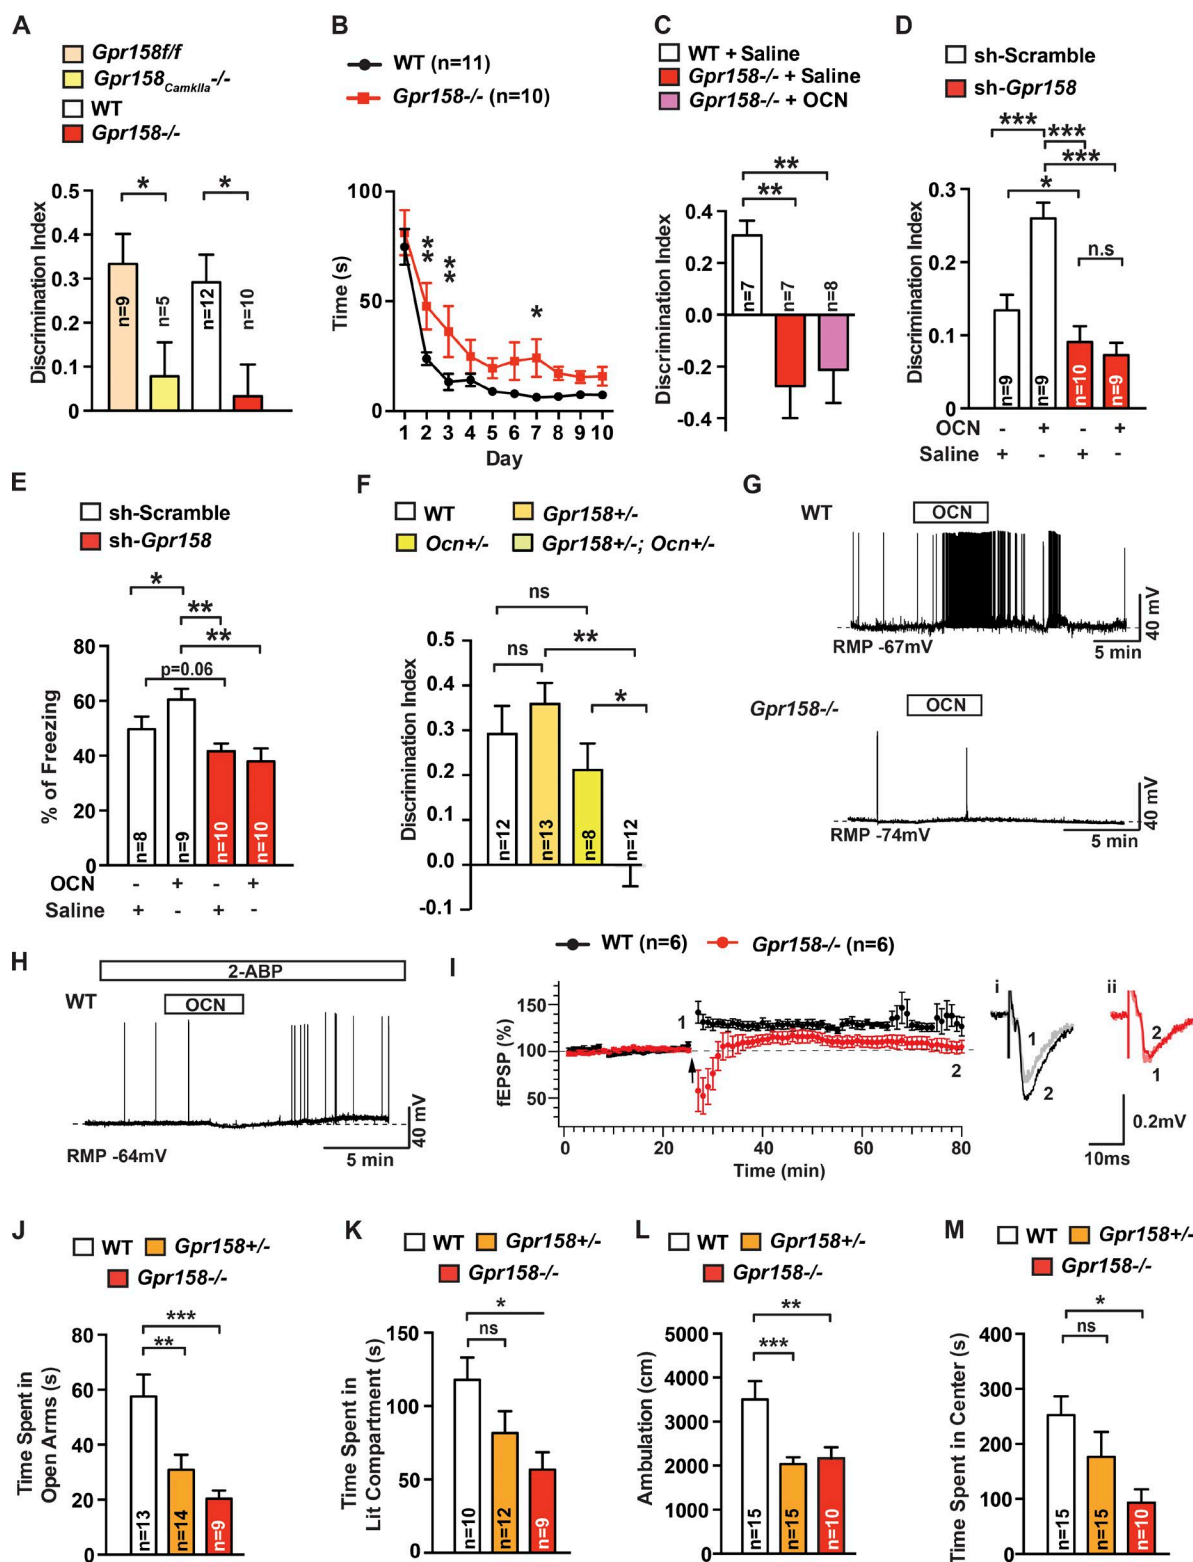 A
Gpr158f/f
Gpr158CamkIIa-/-
WT
Gpr158-/-
* *
0.5
0.4
0.3
0.2
0.1
0
Discrimination Index
n=9
n=5
n=12
n=10
B
WT (n=11)
Gpr158-/- (n=10)
100
50
0
Time (s)
**
**
*
1 2 3 4 5 6 7 8 9 10
Day
C
WT + Saline
Gpr158-/- + Saline
Gpr158-/- + OCN
**
**
0.4
0.2
0.0
-0.2
-0.4
Discrimination Index
n=7
n=7
n=8
D
sh-Scramble
sh-Gpr158
*** ***
***
*
n.s
0.3
0.2
0.1
0
Discrimination Index
n=9
n=9
n=10
n=9
OCN - + - +
Saline + - + -
E
sh-Scramble
sh-Gpr158
*
**
**
p=0.06
80
60
40
20
0
% of Freezing
n=8
n=9
n=10
n=10
OCN - + - +
Saline + - + -
F
WT Gpr158+/-
Ocn+/- Gpr158+/-; Ocn+/-
ns
ns **
*
0.5
0.4
0.3
0.2
0.1
0.0
-0.1
Discrimination Index
n=12
n=13
n=8
n=12
G
WT OCN
RMP -67mV
40 mV
5 min
Gpr158-/- OCN
RMP -74mV
40 mV
5 min
H
2-ABP
WT OCN
RMP -64mV
40 mV
5 min
I
WT (n=6) Gpr158-/- (n=6)
150
100
50
fEPSP (%)
1
2
0 20 40 60 80
Time (min)
i
1
2
ii
2
1
0.2mV
10ms
J
WT Gpr158+/-
Gpr158-/-
***
**
80
60
40
20
0
Time Spent in
Open Arms (s)
n=13
n=14
n=9
K
WT Gpr158+/-
Gpr158-/-
*
ns
150
100
50
0
Time Spent in
Lit Compartment (s)
n=10
n=12
n=9
L
WT Gpr158+/-
Gpr158-/-
**
***
5000
4000
3000
2000
1000
0
Ambulation (cm)
n=15
n=15
n=10
M
WT Gpr158+/-
Gpr158-/-
*
ns
400
300
200
100
0
Time Spent in Center (s)
n=15
n=15
n=10